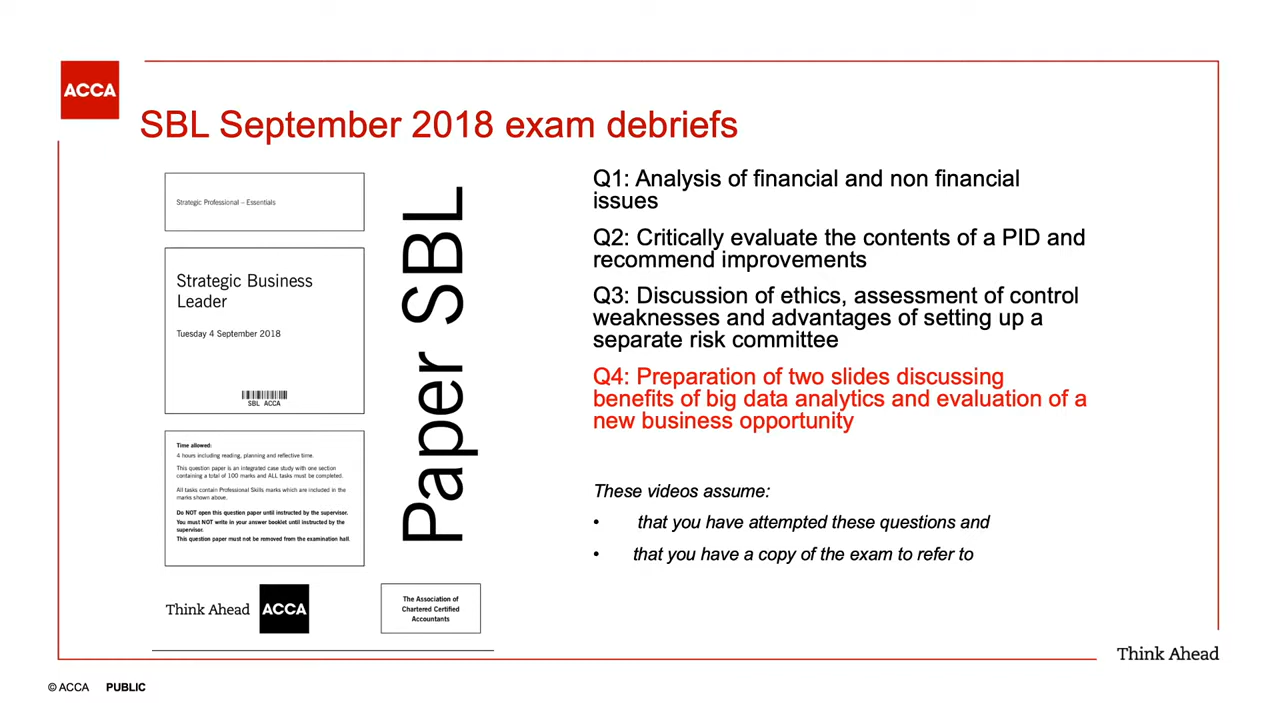 ACCA
SBL September 2018 exam debriefs
Strategic Professional – Essentials
Strategic Business
Leader
Tuesday 4 September 2018
SBL ACCA
Time allowed:
4 hours including reading, planning and reflective time.
This question paper is an integrated case study with one section
containing a total of 100 marks and ALL tasks must be completed.
All tasks contain Professional Skills marks which are included in the
marks shown above.
Do NOT open this question paper until instructed by the supervisor.
You must NOT write in your answer booklet until instructed by the
supervisor.
This question paper must not be removed from the examination hall.
Paper SBL
Think Ahead ACCA
The Association of
Chartered Certified
Accountants
Q1: Analysis of financial and non financial
issues
Q2: Critically evaluate the contents of a PID and
recommend improvements
Q3: Discussion of ethics, assessment of control
weaknesses and advantages of setting up a
separate risk committee
Q4: Preparation of two slides discussing
benefits of big data analytics and evaluation of a
new business opportunity
These videos assume:
• that you have attempted these questions and
• that you have a copy of the exam to refer to
Think Ahead
© ACCA PUBLIC